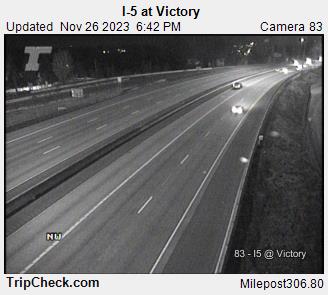 I-5 at Victory
Updated Nov 26 2023 6:42 PM Camera 83
T
NW
83 - I5 @ Victory
TripCheck.com Milepost306.80